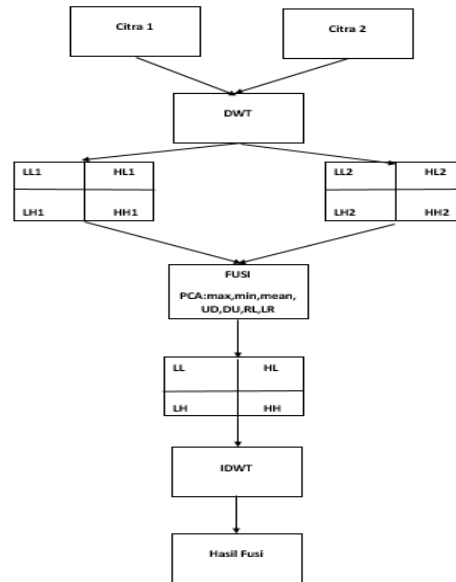 Citra 1
Citra 2
DWT
LL1
HL1
LH1
HH1
LL2
HL2
LH2
HH2
FUSI
PCA:max,min,mean,
UD,DU,RL,LR
LL
HL
LH
HH
IDWT
Hasil Fusi